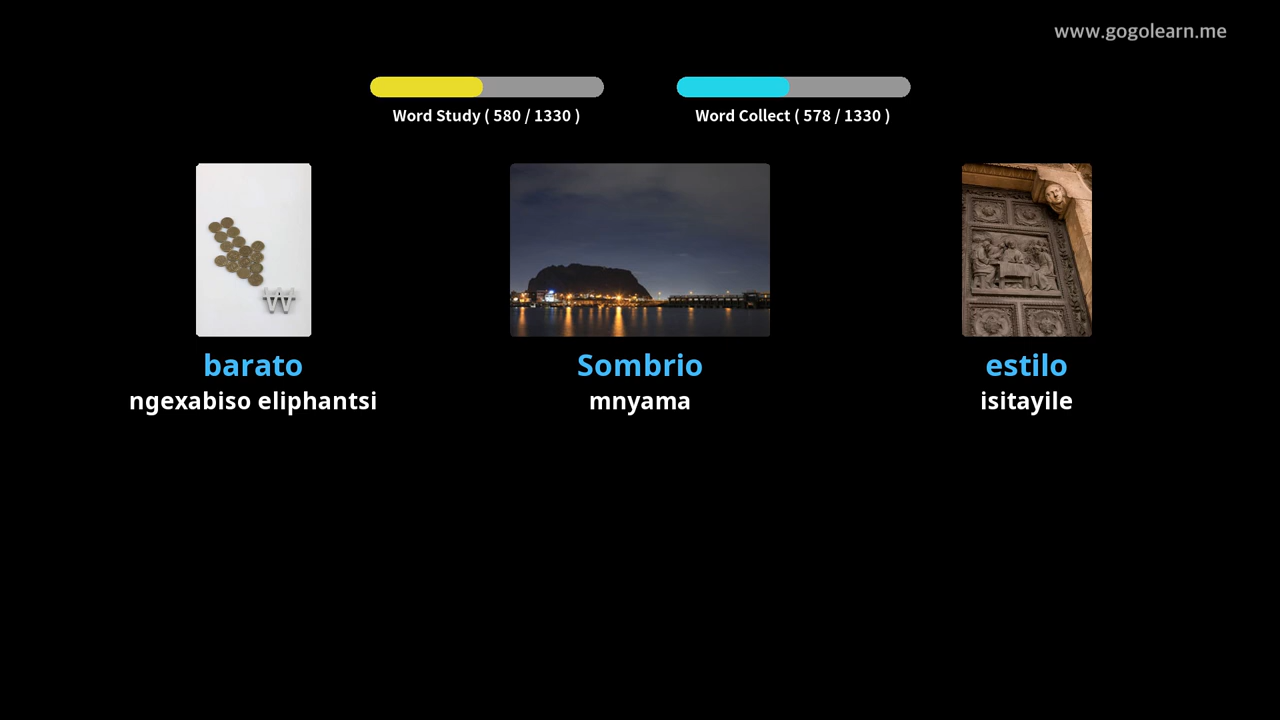 www.gogolearn.me
Word Study ( 580 / 1330 )
Word Collect ( 578 / 1330 )
₩
barato
Sombrio
estilo
ngexabiso eliphantsi
mnyama
isitayile